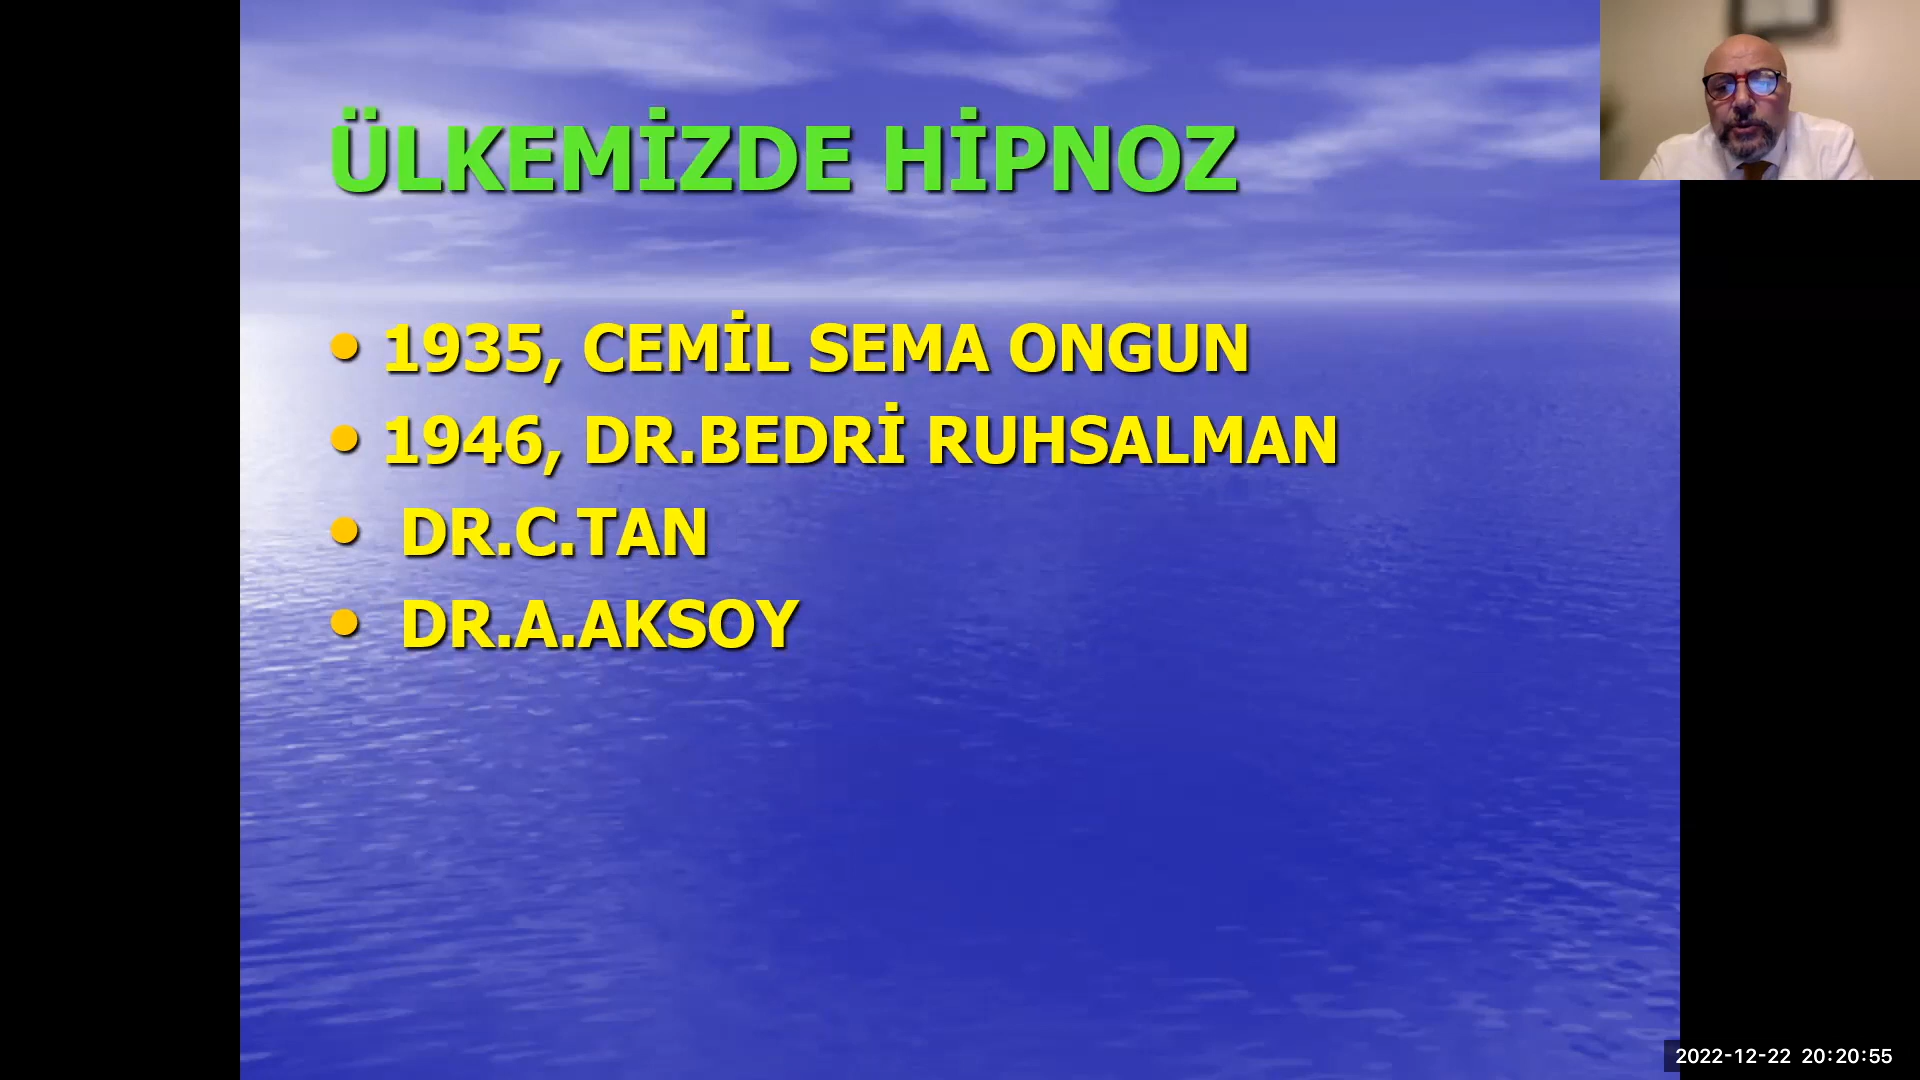 ÜLKEMİZDE HİPNOZ
• 1935, CEMİL SEMA ONGUN
• 1946, DR.BEDRİ RUHSALMAN
• DR.C.TAN
• DR.A.AKSOY
2022-12-22 20:20:55